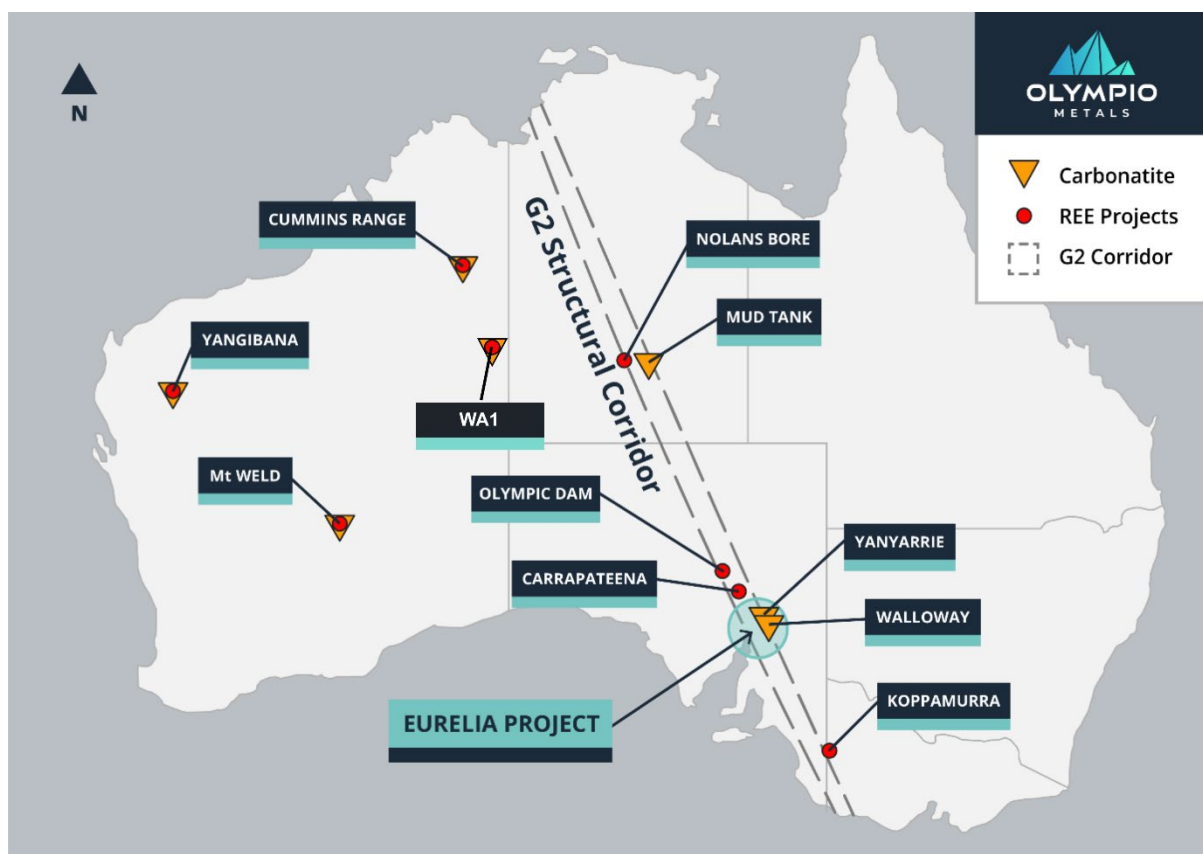 N
OLYMPIO
METALS
Carbonatite
REE Projects
G2 Corridor
CUMMINS RANGE
NOLANS BORE
MUD TANK
YANGIBANA
WA1
G2 Structural Corridor
Mt WELD
OLYMPIC DAM
YANYARRIE
CARRAPATEENA
WALLOWAY
KOPPAMURRA
EURELIA PROJECT